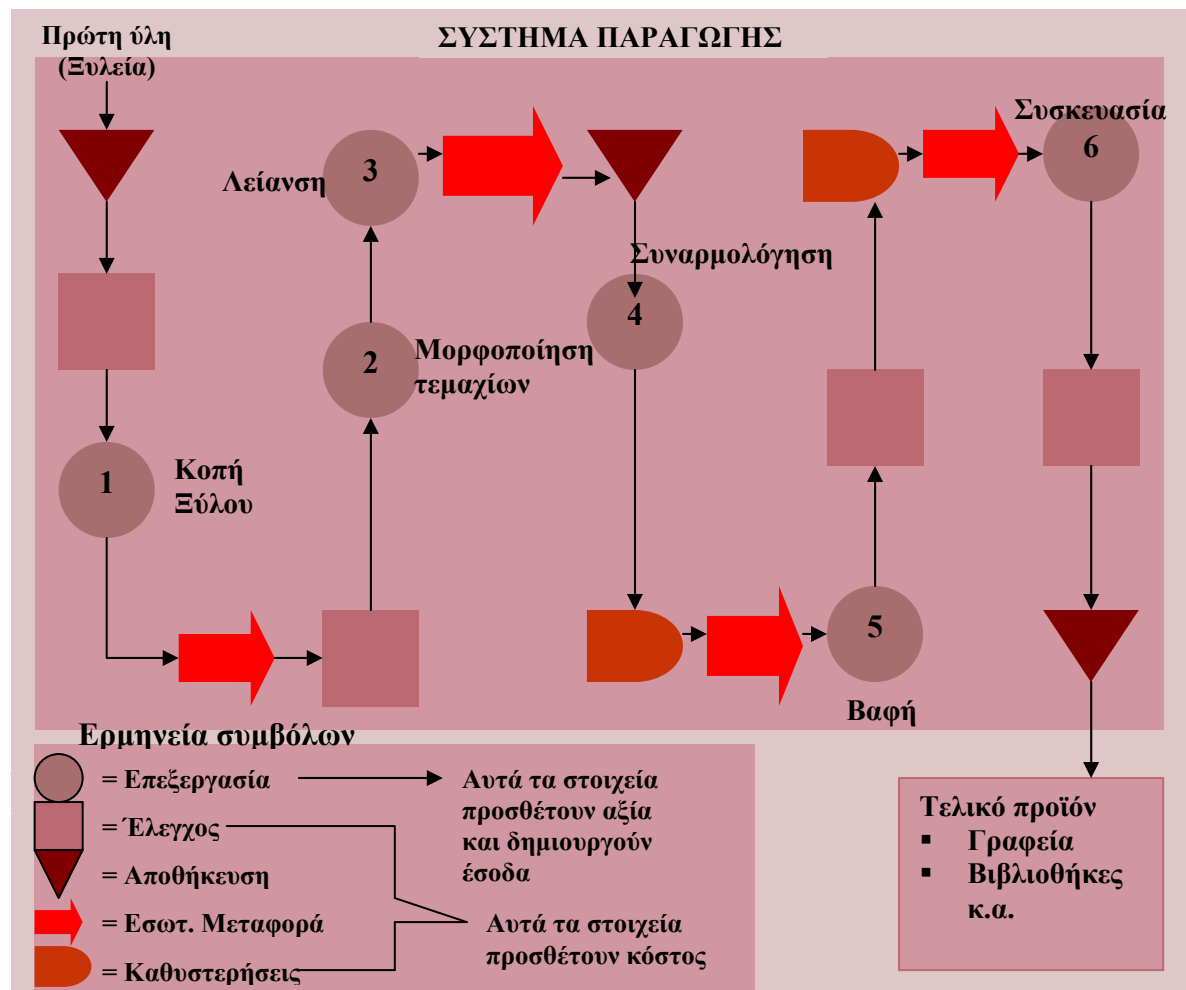 Πρώτη ύλη
(Ξυλεία)
ΣΥΣΤΗΜΑ ΠΑΡΑΓΩΓΗΣ
1
Κοπή
Ξύλου
2
Μορφοποίηση
τεμαχίων
3
Λείανση
Συναρμολόγηση
4
5
Βαφή
Συσκευασία
6
Ερμηνεία συμβόλων
= Επεξεργασία
= Έλεγχος
= Αποθήκευση
= Εσωτ. Μεταφορά
= Καθυστερήσεις
Αυτά τα στοιχεία
προσθέτουν αξία
και δημιουργούν
έσοδα
Αυτά τα στοιχεία
προσθέτουν κόστος
Τελικό προϊόν
▪ Γραφεία
▪ Βιβλιοθήκες
κ.α.